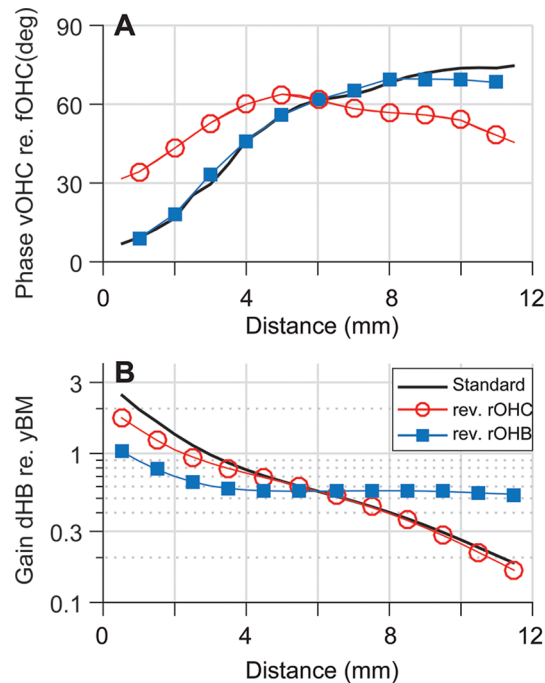 A
Phase vOHC re. fOHC(deg)
90
60
30
0
0 4 8 12
Distance (mm)
B
Gain dHB re. yBM
3
1
0.3
0.1
Standard
rev. rOHC
rev. rOHB
0 4 8 12
Distance (mm)